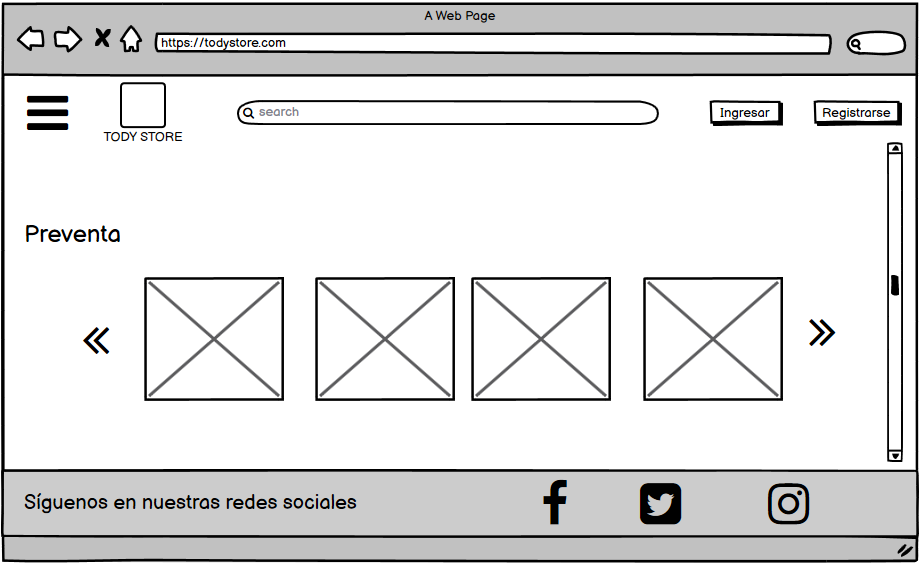 A Web Page
https://todystore.com
search
Ingresar
Registrarse
TODY STORE
Preventa
Síguenos en nuestras redes sociales